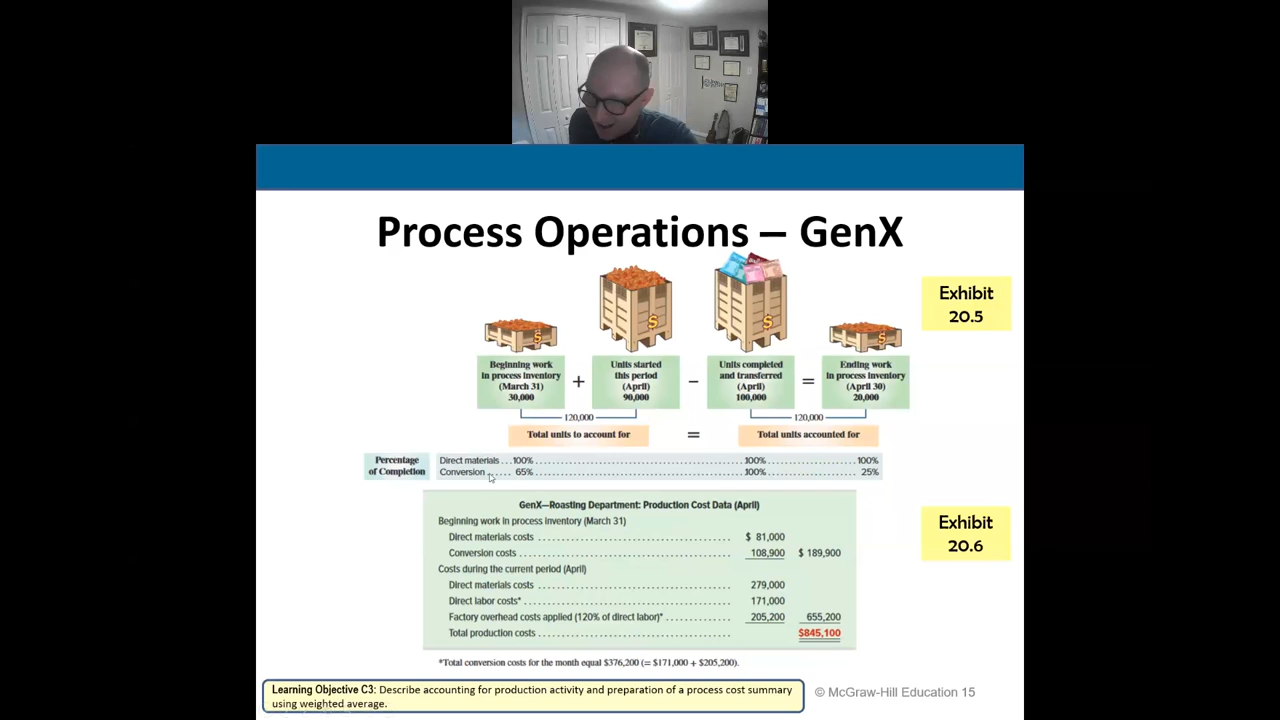 Process Operations – GenX
Exhibit
20.5
Beginning work
in process inventory
(March 31)
30,000
+
Units started
this period
(April)
90,000
–
Units completed
and transferred
(April)
100,000
=
Ending work
in process inventory
(April 30)
20,000
120,000
120,000
Total units to account for
=
Total units accounted for
Percentage
of Completion
Direct materials . . . 100% 100% 100%
Conversion . . . . . . 65% 100% 25%
GenX—Roasting Department: Production Cost Data (April)
Beginning work in process inventory (March 31)
Direct materials costs $ 81,000
Conversion costs 108,900 $ 189,900
Costs during the current period (April)
Direct materials costs 279,000
Direct labor costs* 171,000
Factory overhead costs applied (120% of direct labor)* 205,200 655,200
Total production costs $845,100
Exhibit
20.6
*Total conversion costs for the month equal $376,200 (= $171,000 + $205,200).
Learning Objective C3: Describe accounting for production activity and preparation of a process cost summary
using weighted average.
© McGraw-Hill Education 15